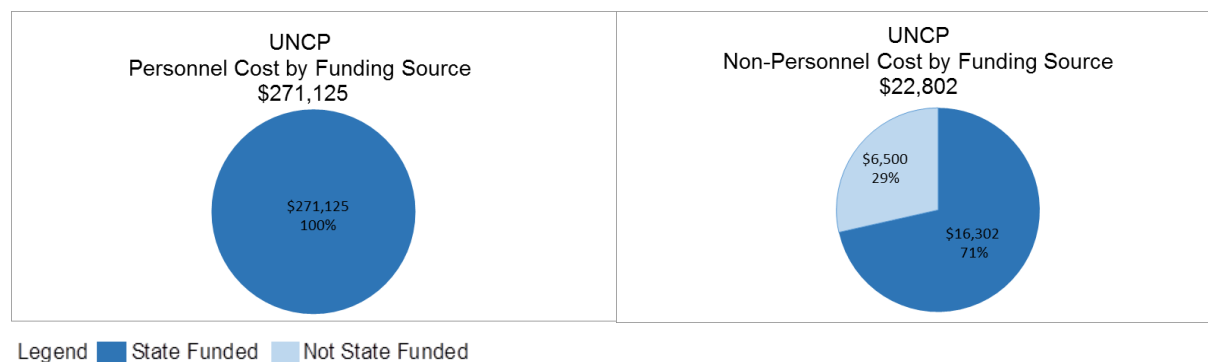 UNCP
Personnel Cost by Funding Source
$271,125
$271,125
100%
UNCP
Non-Personnel Cost by Funding Source
$22,802
$6,500
29%
$16,302
71%
Legend State Funded Not State Funded